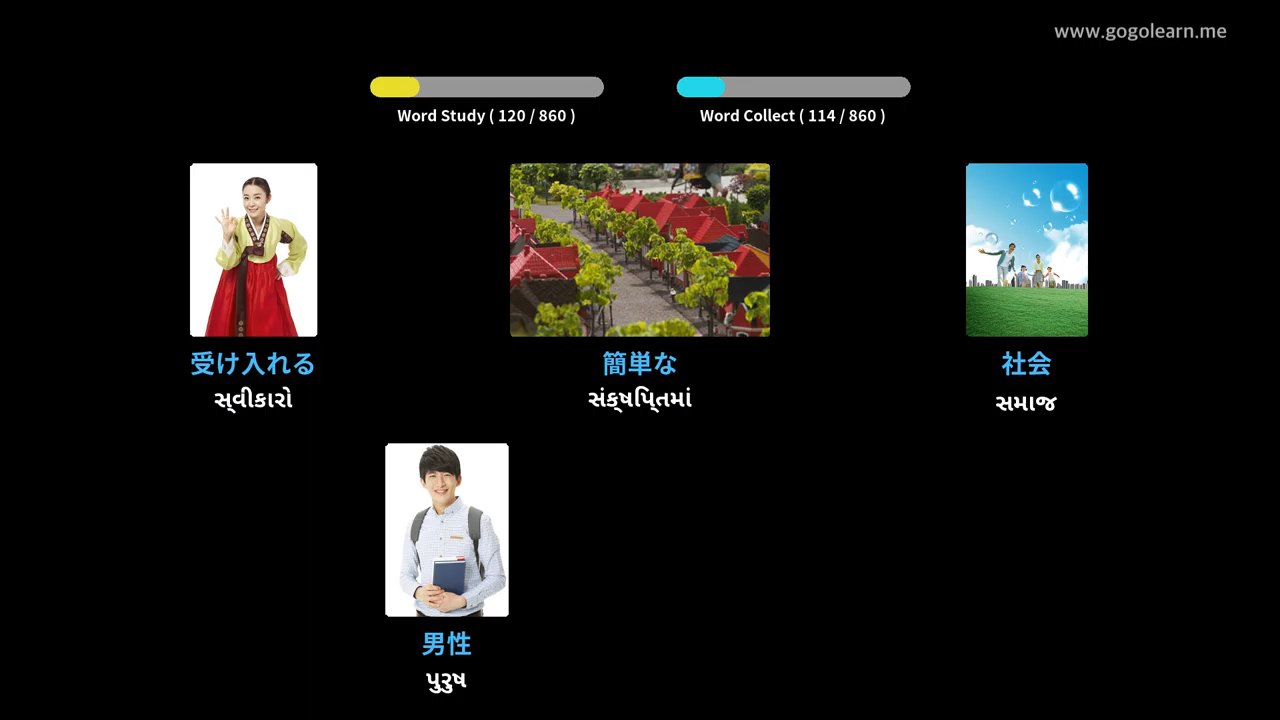 www.gogolearn.me
Word Study ( 120 / 860 )
Word Collect ( 114 / 860 )
受け入れる
સ્વીકારો
簡単な
સંક્ષિપ્તમાં
社会
સમાજ
男性
પુરુષ